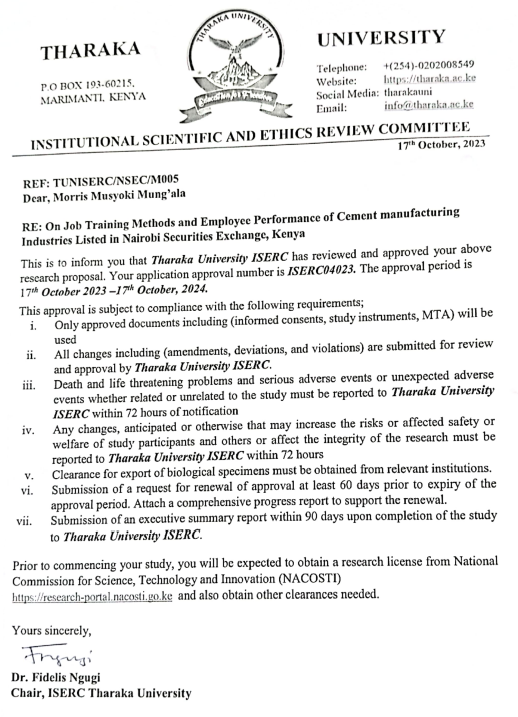 THARAKA UNIVERSITY
THARAKA UNIVERSITY
P.O BOX 193-60215,
MARIMANTI, KENYA
Telephone: +(254)-0202008549
Website: https://tharaka.ac.ke
Social Media: tharakauni
Email: info@tharaka.ac.ke
INSTITUTIONAL SCIENTIFIC AND ETHICS REVIEW COMMITTEE
17th October, 2023
REF: TUNISERC/NSEC/M005
Dear, Morris Musyoki Mung'ala
RE: On Job Training Methods and Employee Performance of Cement manufacturing
Industries Listed in Nairobi Securities Exchange, Kenya
This is to inform you that Tharaka University ISERC has reviewed and approved your above
research proposal. Your application approval number is ISERC04023. The approval period is
17th October 2023 –17th October, 2024.
This approval is subject to compliance with the following requirements;
i. Only approved documents including (informed consents, study instruments, MTA) will be
used
ii. All changes including (amendments, deviations, and violations) are submitted for review
and approval by Tharaka University ISERC.
iii. Death and life threatening problems and serious adverse events or unexpected adverse
events whether related or unrelated to the study must be reported to Tharaka University
ISERC within 72 hours of notification
iv. Any changes, anticipated or otherwise that may increase the risks or affected safety or
welfare of study participants and others or affect the integrity of the research must be
reported to Tharaka University ISERC within 72 hours
v. Clearance for export of biological specimens must be obtained from relevant institutions.
vi. Submission of a request for renewal of approval at least 60 days prior to expiry of the
approval period. Attach a comprehensive progress report to support the renewal.
vii. Submission of an executive summary report within 90 days upon completion of the study
to Tharaka University ISERC.
Prior to commencing your study, you will be expected to obtain a research license from National
Commission for Science, Technology and Innovation (NACOSTI)
https://research-portal.nacosti.go.ke and also obtain other clearances needed.
Yours sincerely,
Dr. Fidelis Ngugi
Chair, ISERC Tharaka University